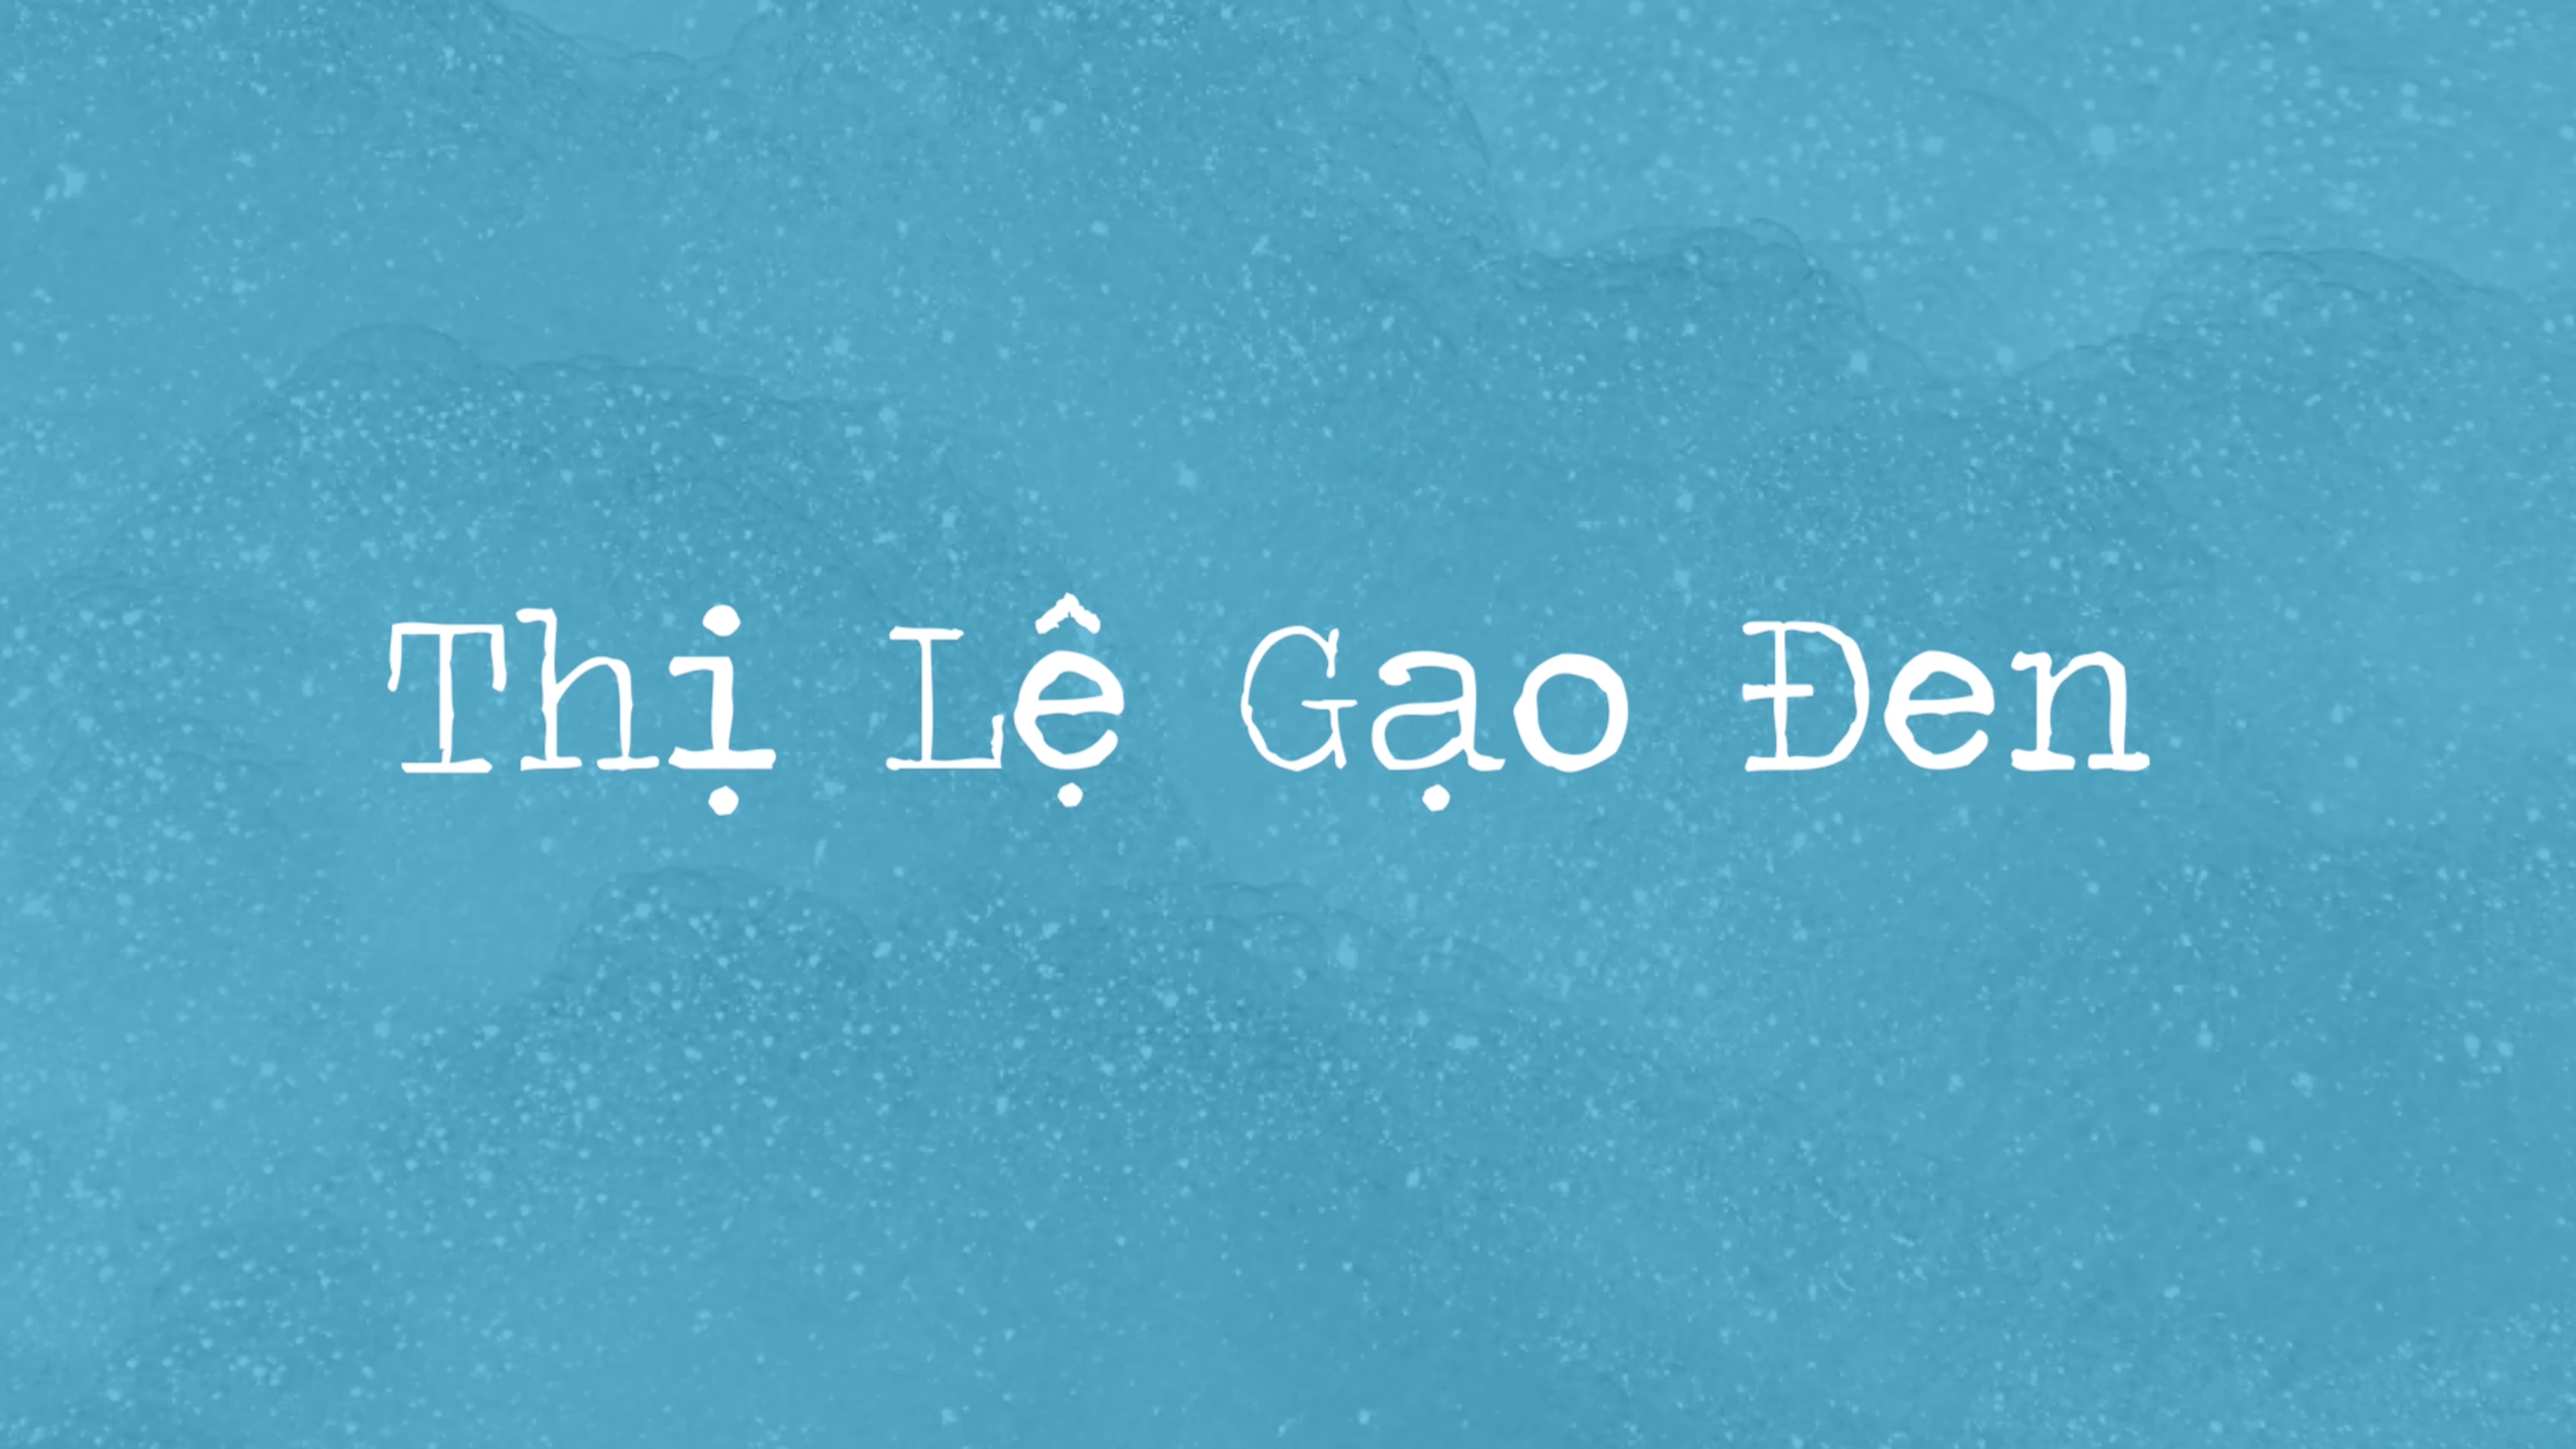 Thị Lệ Gạo Đen